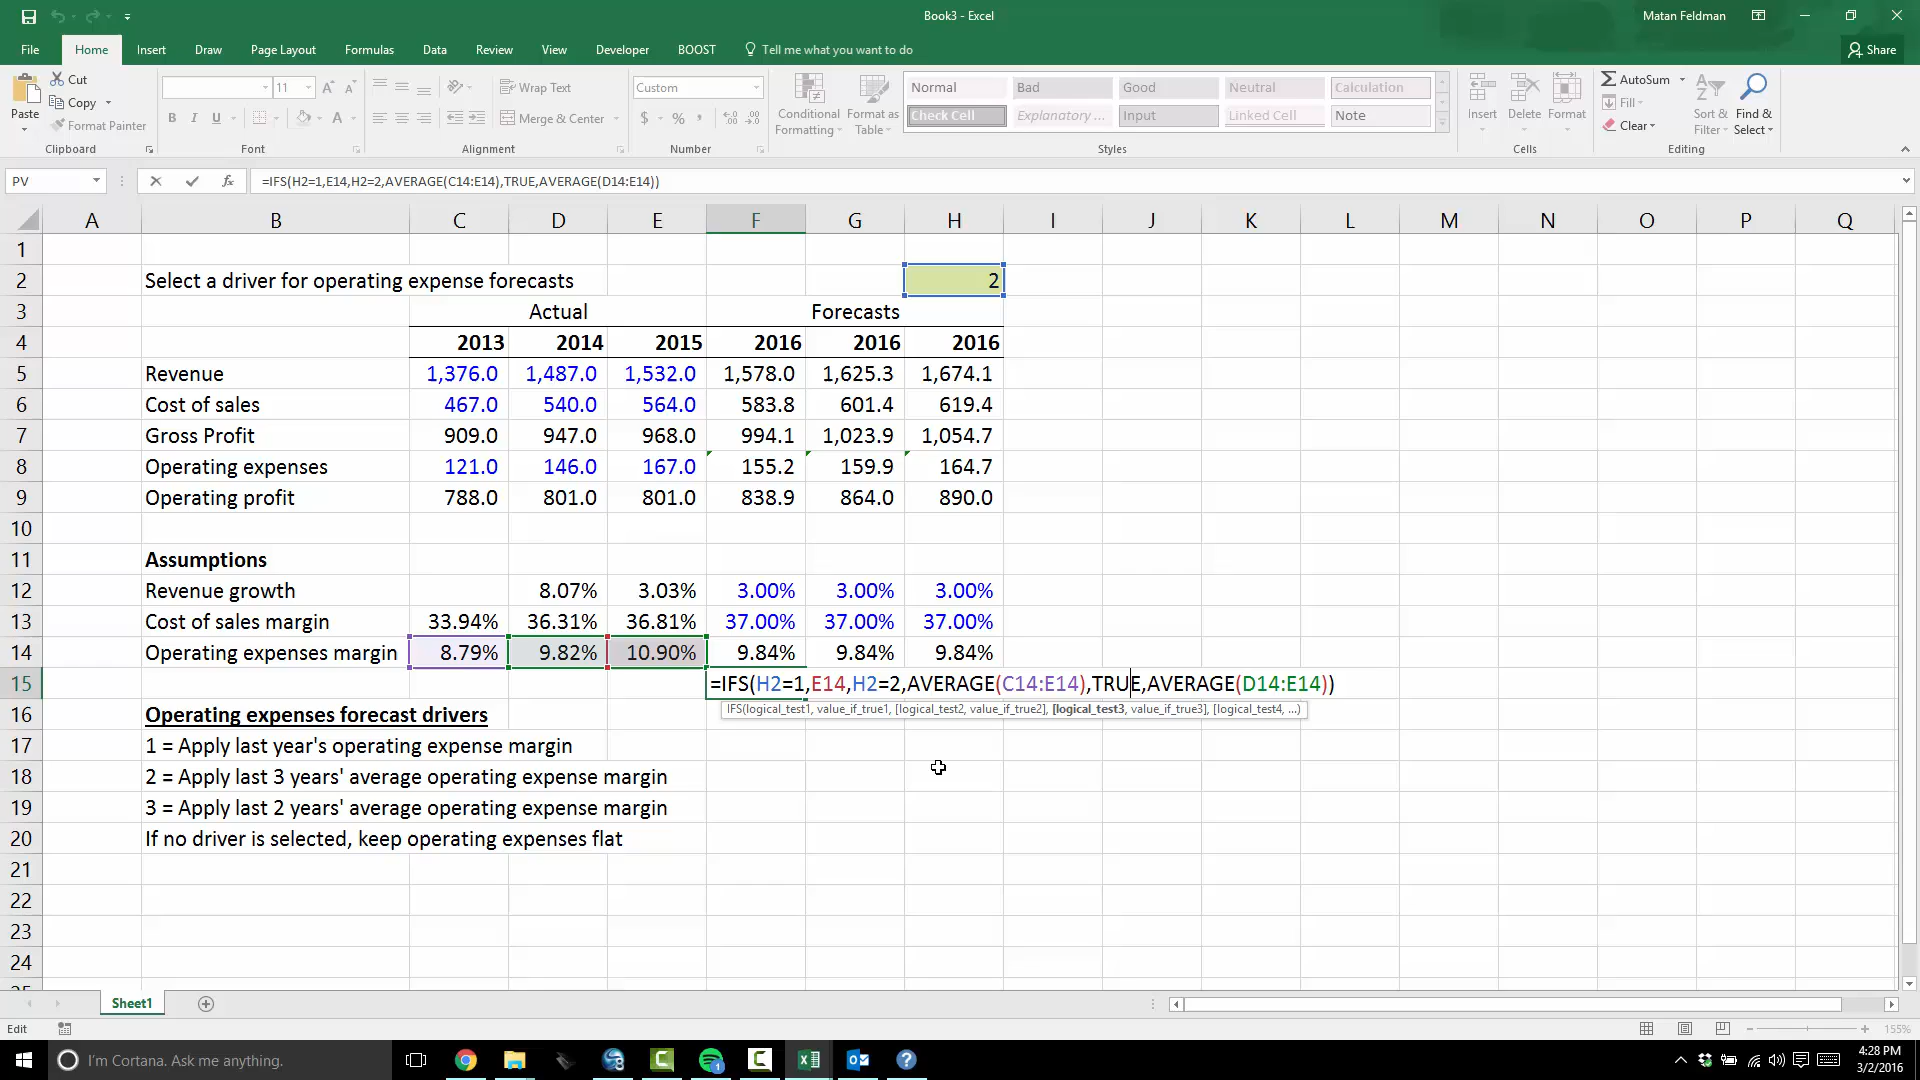 Book3 - Excel
Matan Feldman
File Home Insert Draw Page Layout Formulas Data Review View Developer BOOST Tell me what you want to do Share
Paste
Cut
Copy
Format Painter
Clipboard
11
Font
Wrap Text
Merge & Center
Alignment
Custom
Number
Conditional Formatting
Format as Table
Normal Bad Good Neutral Calculation
Check Cell Explanatory ... Input Linked Cell Note
Styles
Insert Delete Format
Cells
AutoSum
Fill
Clear
Sort & Filter
Find & Select
Editing
PV fx =IFS(H2=1,E14,H2=2,AVERAGE(C14:E14),TRUE,AVERAGE(D14:E14))
A B C D E F G H I J K L M N O P Q
1
2 Select a driver for operating expense forecasts 2
3 Actual Forecasts
4 2013 2014 2015 2016 2016 2016
5 Revenue 1,376.0 1,487.0 1,532.0 1,578.0 1,625.3 1,674.1
6 Cost of sales 467.0 540.0 564.0 583.8 601.4 619.4
7 Gross Profit 909.0 947.0 968.0 994.1 1,023.9 1,054.7
8 Operating expenses 121.0 146.0 167.0 155.2 159.9 164.7
9 Operating profit 788.0 801.0 801.0 838.9 864.0 890.0
10
11 Assumptions
12 Revenue growth 8.07% 3.03% 3.00% 3.00% 3.00%
13 Cost of sales margin 33.94% 36.31% 36.81% 37.00% 37.00% 37.00%
14 Operating expenses margin 8.79% 9.82% 10.90% 9.84% 9.84% 9.84%
15 =IFS(H2=1,E14,H2=2,AVERAGE(C14:E14),TRUE,AVERAGE(D14:E14))
IFS(logical_test1, value_if_true1, [logical_test2, value_if_true2], [logical_test3, value_if_true3], [logical_test4, ...)
16 Operating expenses forecast drivers
17 1 = Apply last year's operating expense margin
18 2 = Apply last 3 years' average operating expense margin
19 3 = Apply last 2 years' average operating expense margin
20 If no driver is selected, keep operating expenses flat
21
22
23
24
25
Sheet1
Edit 155%
I'm Cortana. Ask me anything.
4:28 PM
3/2/2016